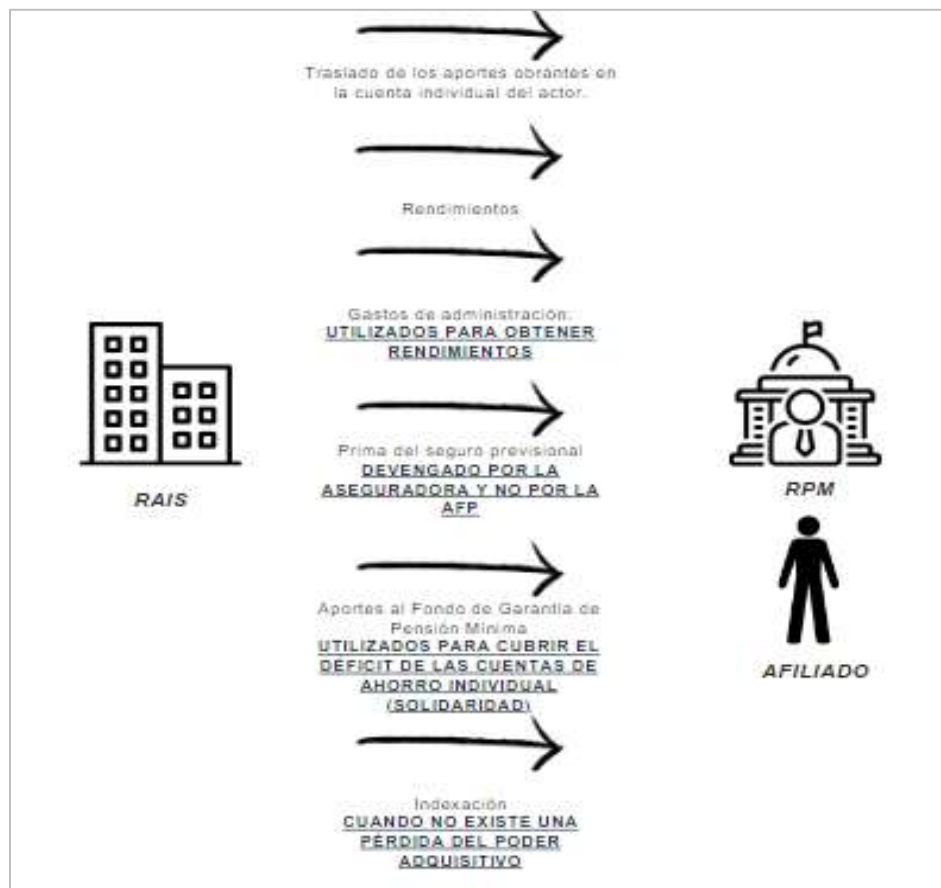 Traslado de los aportes obrantes en
la cuenta individual del actor.
Rendimientos
Gastos de administración:
UTILIZADOS PARA OBTENER
RENDIMIENTOS
RAIS
Prima del seguro previsional
DEVENGADO POR LA
ASEGURADORA Y NO POR LA
AFP
RPM
Aportes al Fondo de Garantía de
Pensión Mínima
UTILIZADOS PARA CUBRIR EL
DÉFICIT DE LAS CUENTAS DE
AHORRO INDIVIDUAL
(SOLIDARIDAD)
AFILIADO
Indexación
CUANDO NO EXISTE UNA
PÉRDIDA DEL PODER
ADQUISITIVO